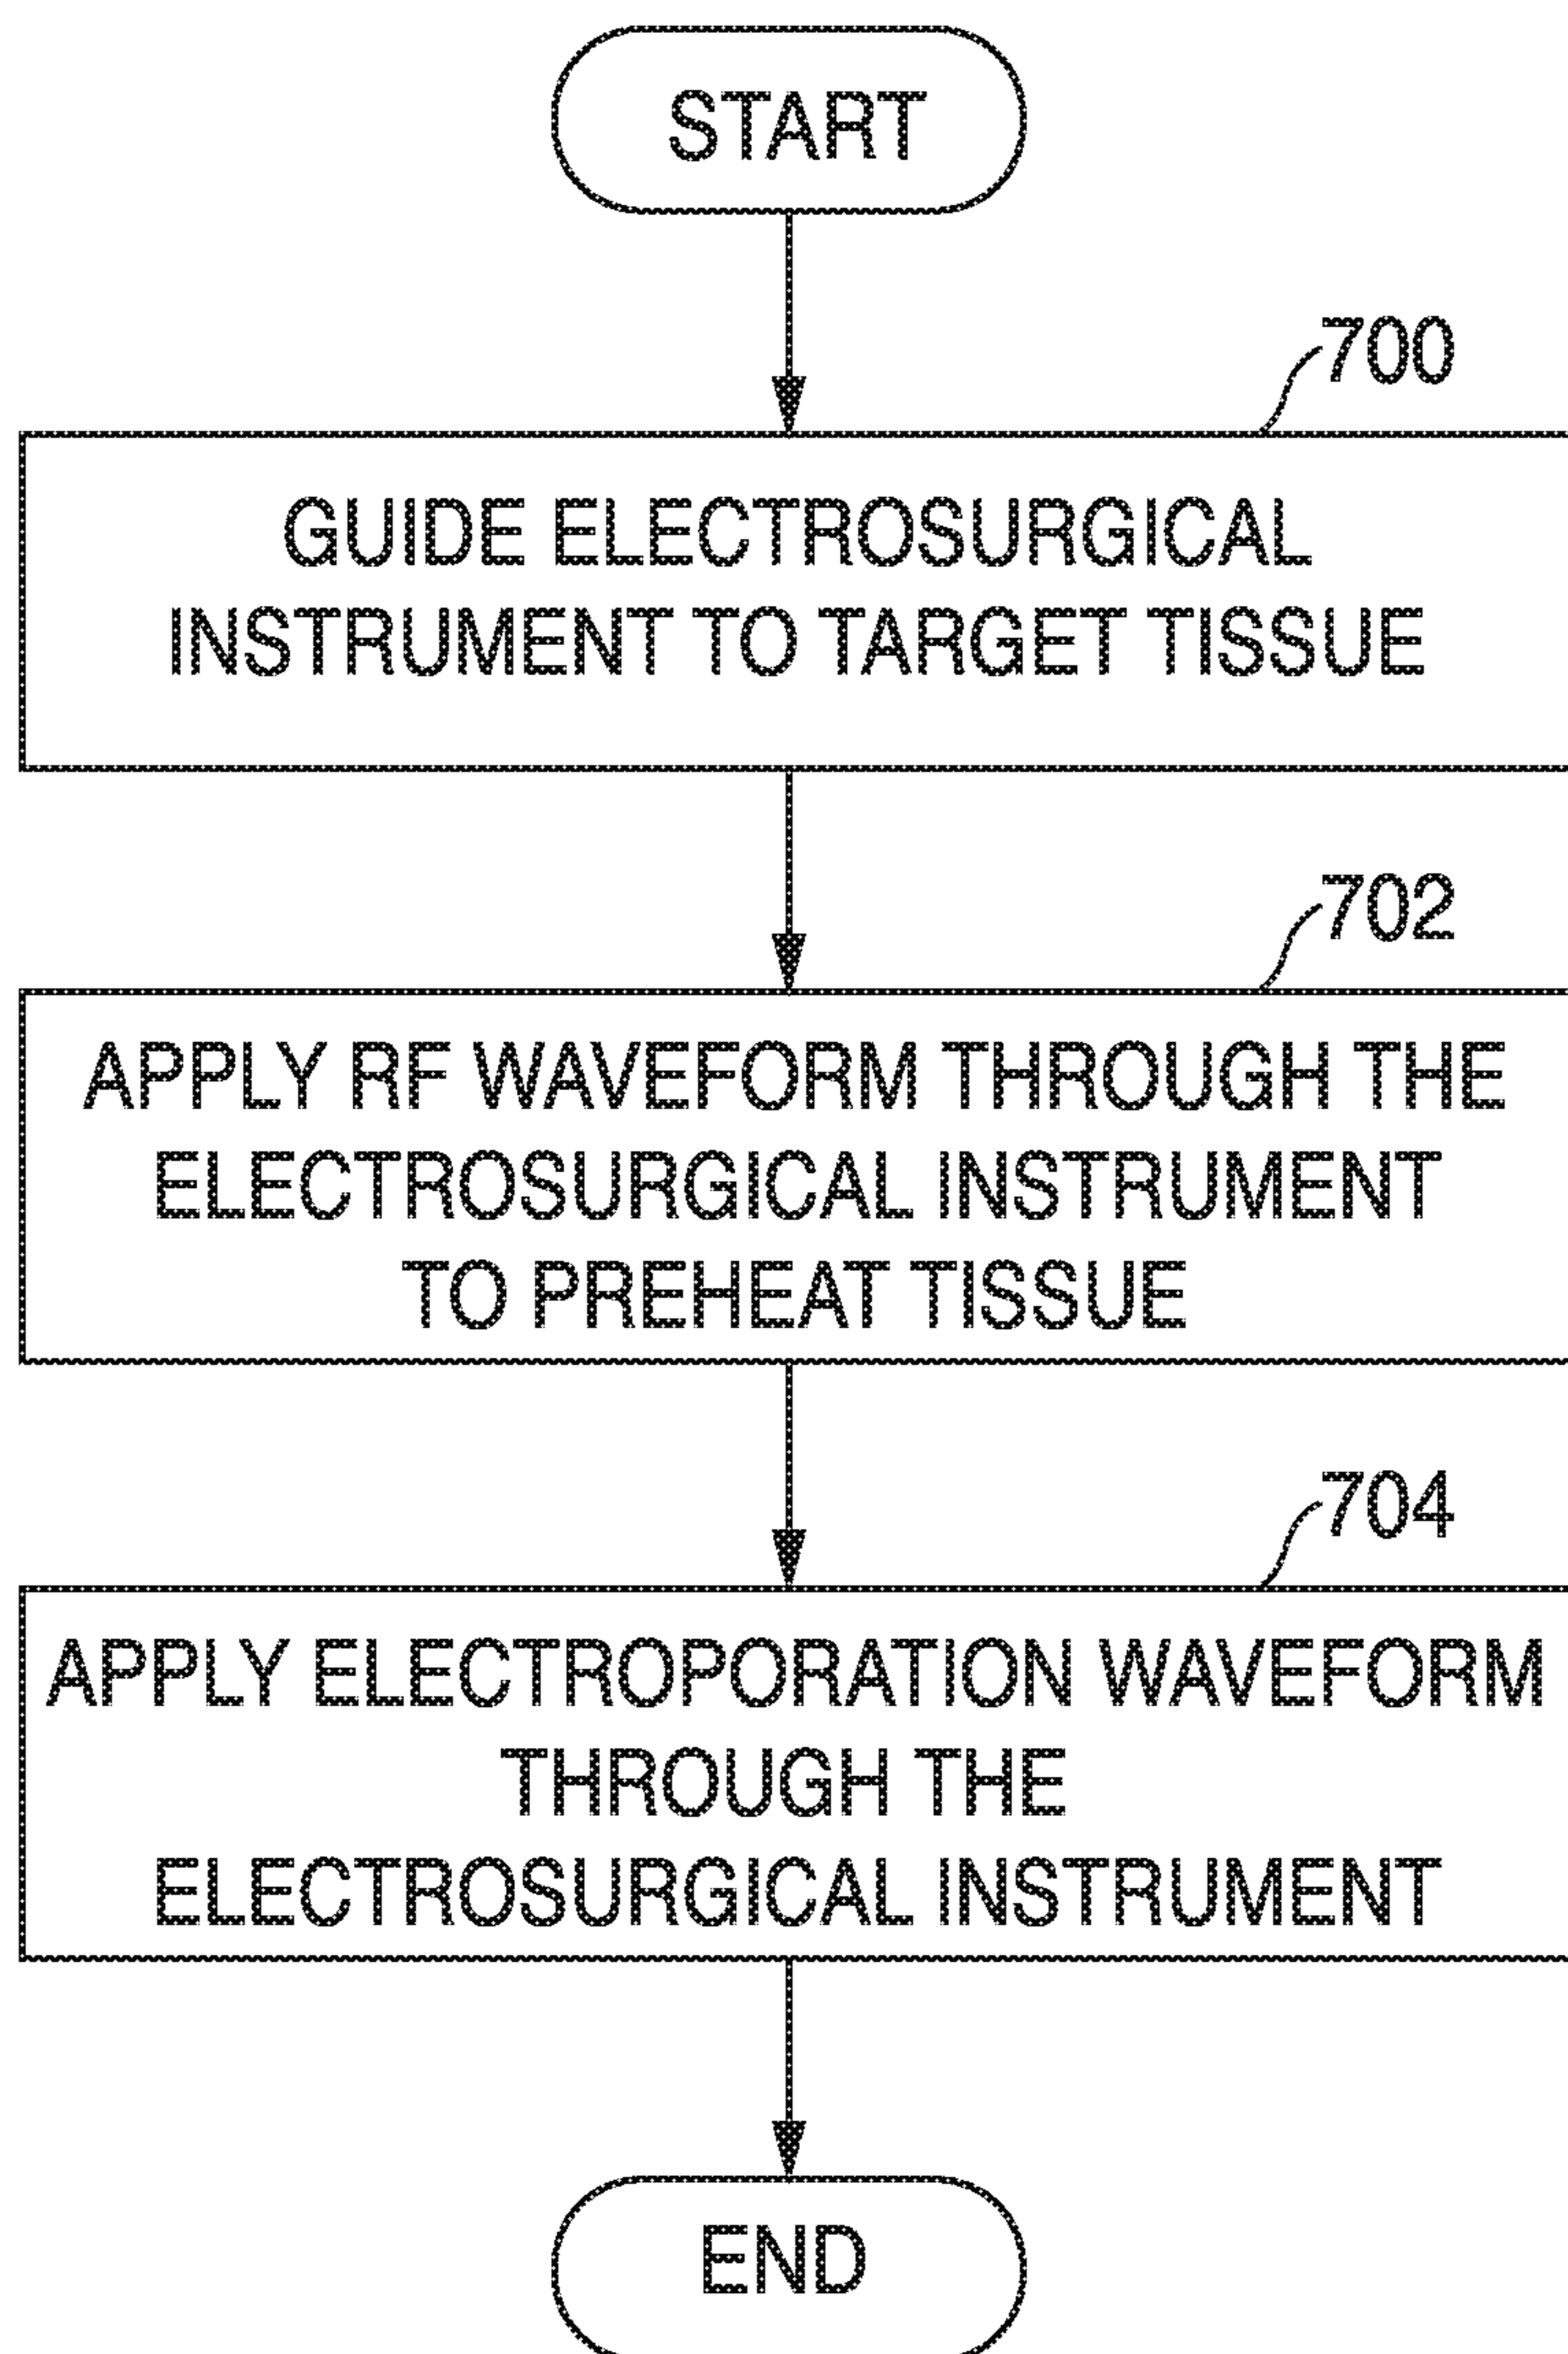 START
700
GUIDE ELECTROSURGICAL
INSTRUMENT TO TARGET TISSUE
702
APPLY RF WAVEFORM THROUGH THE
ELECTROSURGICAL INSTRUMENT
TO PREHEAT TISSUE
704
APPLY ELECTROPORATION WAVEFORM
THROUGH THE
ELECTROSURGICAL INSTRUMENT
END